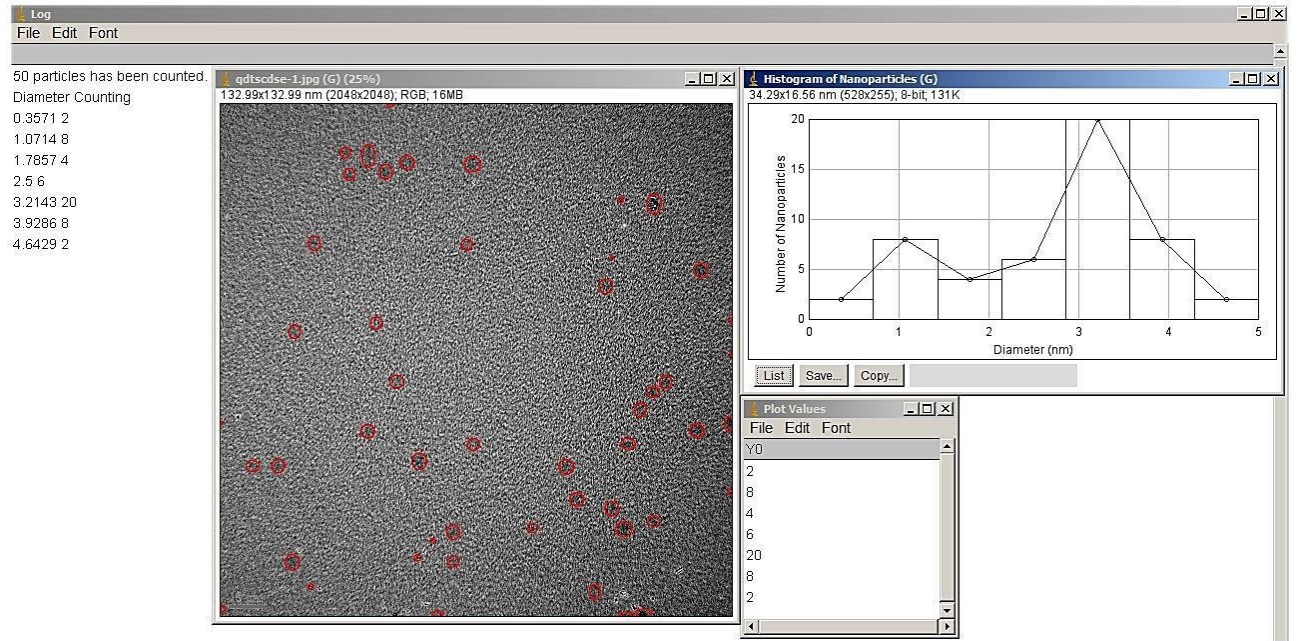 Log
File Edit Font
50 particles has been counted.
Diameter Counting
0.3571 2
1.0714 8
1.7857 4
2.5 6
3.2143 20
3.9286 8
4.6429 2
qdtscdse-1.jpg (G) (25%)
132.99x132.99 nm (2048x2048); RGB; 16MB
Histogram of Nanoparticles (G)
34.29x16.56 nm (528x255); 8-bit; 131K
20
15
10
5
0
Number of Nanoparticles
0 1 2 3 4 5
Diameter (nm)
List Save... Copy...
Plot Values
File Edit Font
Y0
2
8
4
6
20
8
2